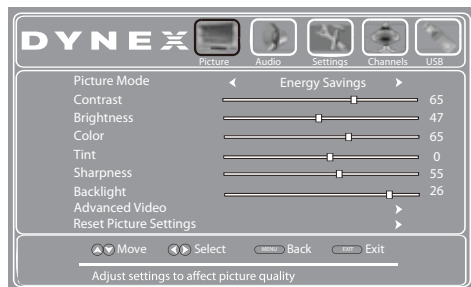 DYNEX
Picture Audio Settings Channels USB
Picture Mode Energy Savings
Contrast 65
Brightness 47
Color 65
Tint 0
Sharpness 55
Backlight 26
Advanced Video
Reset Picture Settings
Move Select MENU Back EXIT Exit
Adjust settings to affect picture quality